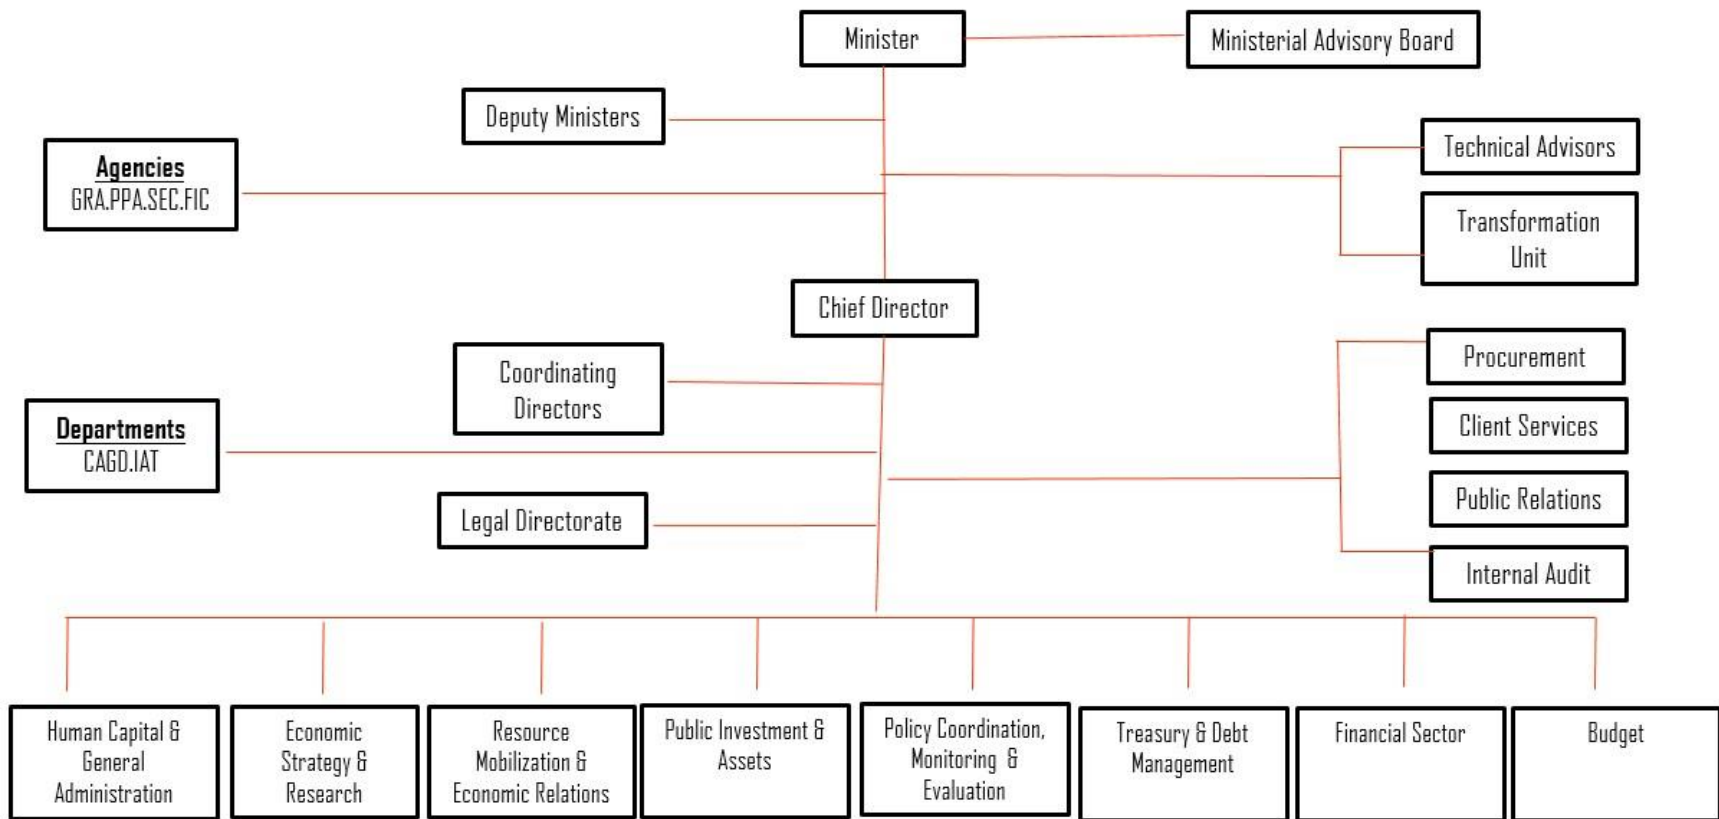 Minister
Ministerial Advisory Board
Deputy Ministers
Agencies
GRA.PPA.SEC.FIC
Technical Advisors
Transformation
Unit
Chief Director
Coordinating
Directors
Departments
CAGD.IAT
Legal Directorate
Procurement
Client Services
Public Relations
Internal Audit
Human Capital &
General
Administration
Economic
Strategy &
Research
Resource
Mobilization &
Economic Relations
Public Investment &
Assets
Policy Coordination,
Monitoring &
Evaluation
Treasury & Debt
Management
Financial Sector
Budget